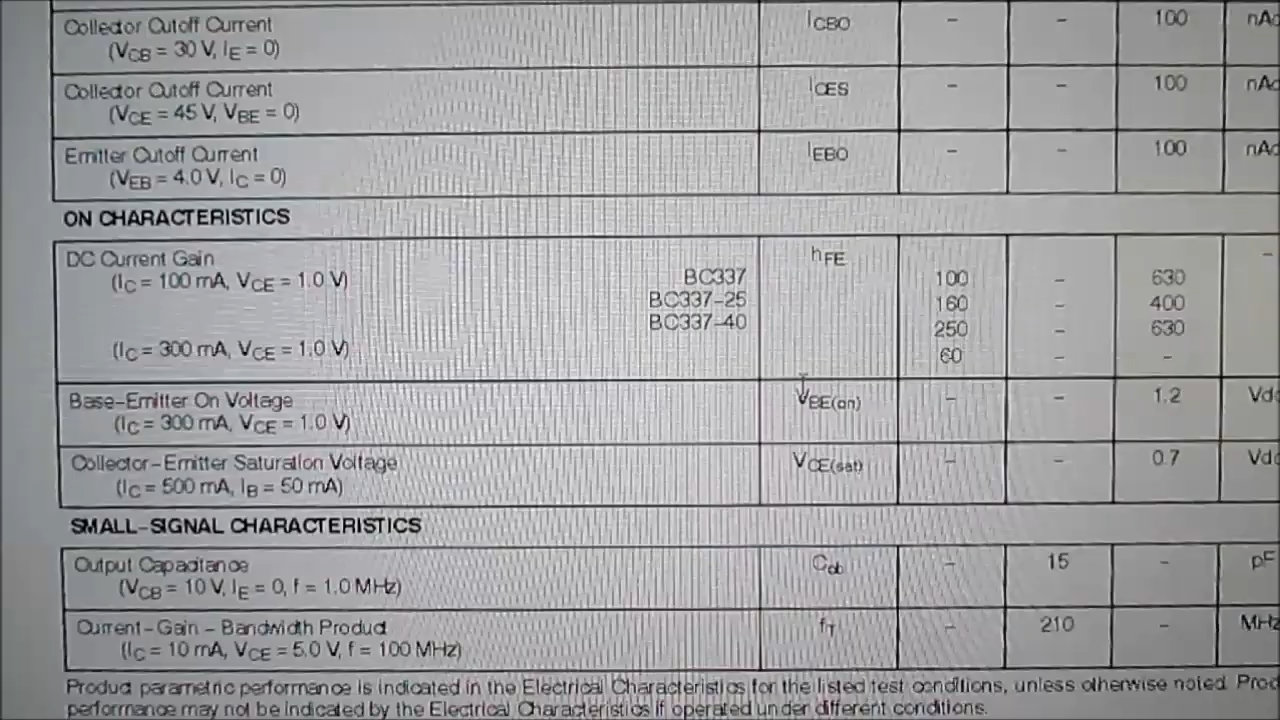 Collector Cutoff Current ICBO – – 100 nAd
(VCB = 30 V, IE = 0)
Collector Cutoff Current ICES – – 100 nAd
(VCE = 45 V, VBE = 0)
Emitter Cutoff Current IEBO – – 100 nAd
(VEB = 4.0 V, IC = 0)
ON CHARACTERISTICS
DC Current Gain hFE –
(IC = 100 mA, VCE = 1.0 V) BC337 100 – 630
BC337-25 160 – 400
BC337-40 250 – 630
(IC = 300 mA, VCE = 1.0 V) 60 – –
Base-Emitter On Voltage VBE(on) – – 1.2 Vdc
(IC = 300 mA, VCE = 1.0 V)
Collector-Emitter Saturation Voltage VCE(sat) – – 0.7 Vdc
(IC = 500 mA, IB = 50 mA)
SMALL-SIGNAL CHARACTERISTICS
Output Capacitance Cob – 15 – pF
(VCB = 10 V, IE = 0, f = 1.0 MHz)
Current-Gain - Bandwidth Product fT – 210 – MHz
(IC = 10 mA, VCE = 5.0 V, f = 100 MHz)
Product parametric performance is indicated in the Electrical Characteristics for the listed test conditions, unless otherwise noted. Prod
performance may not be indicated by the Electrical Characteristics if operated under different conditions.